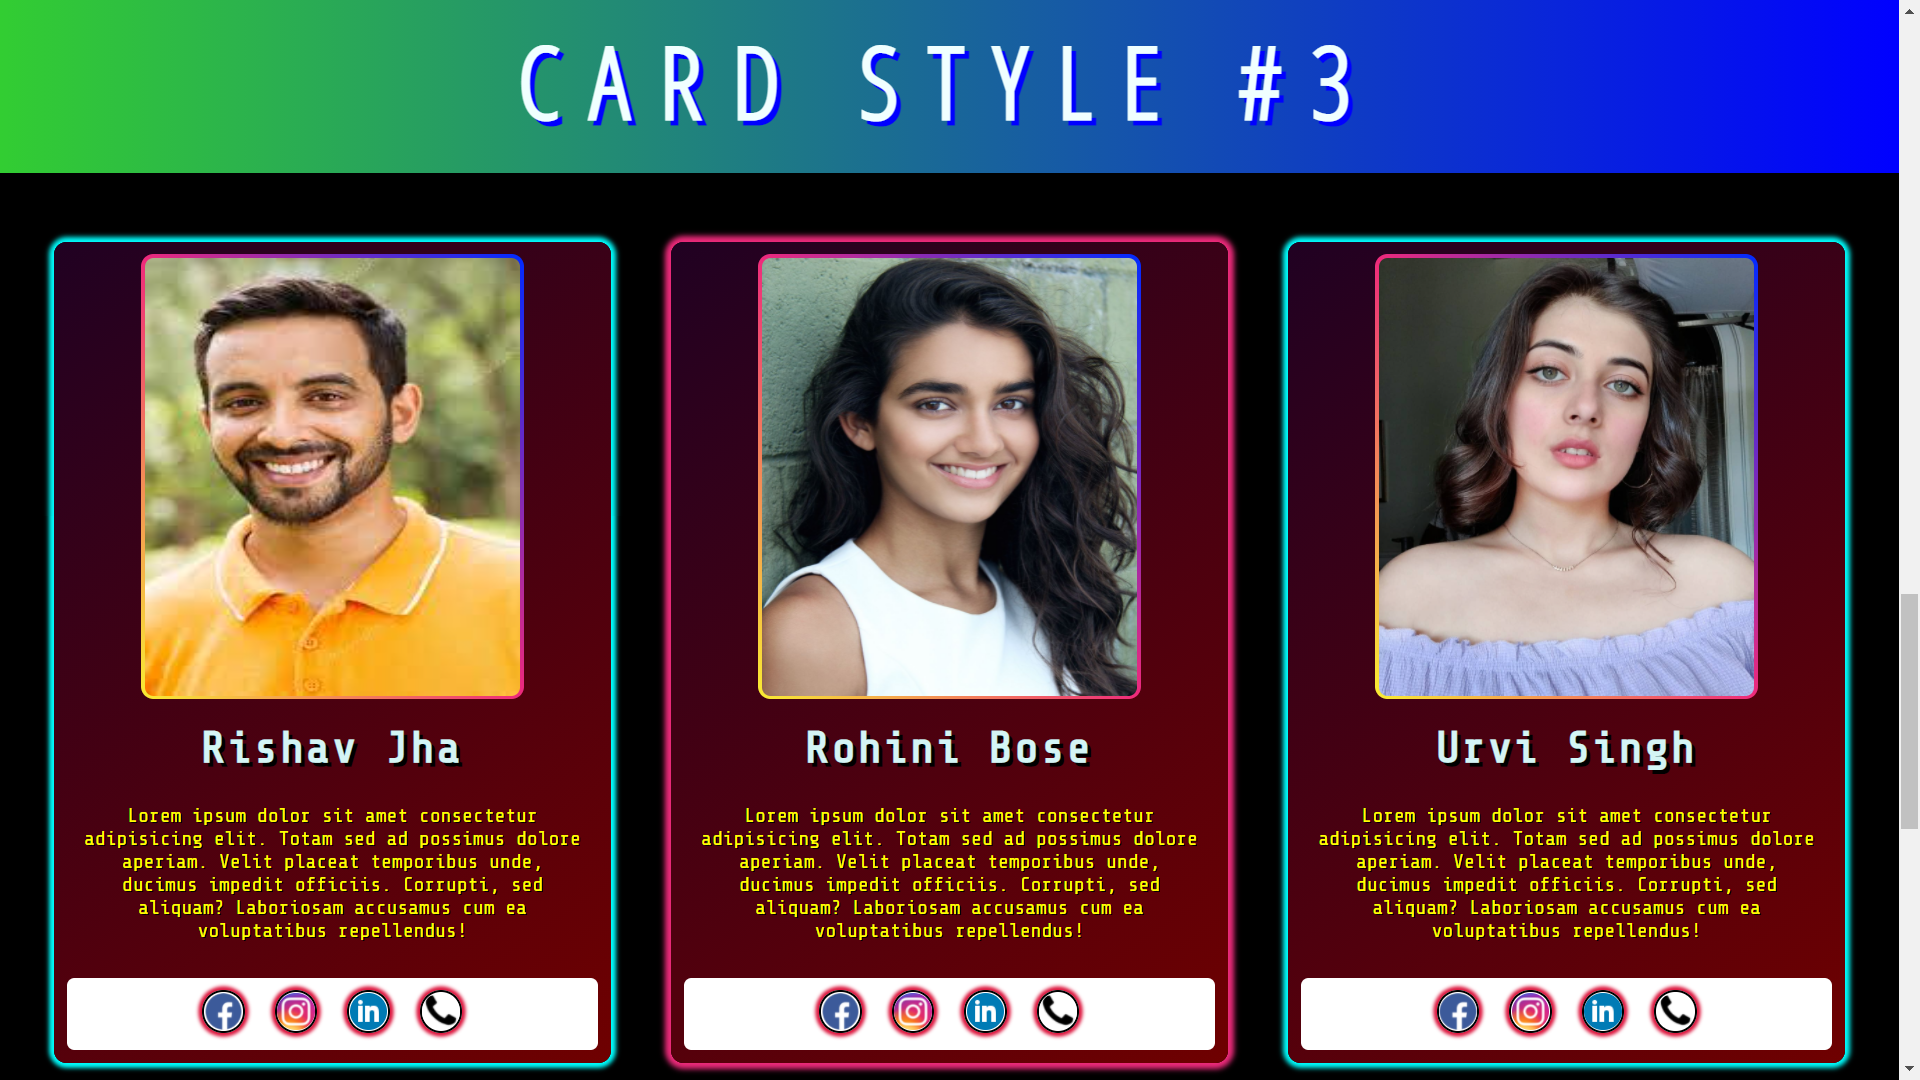 CARD STYLE #3
Rishav Jha
Lorem ipsum dolor sit amet consectetur
adipisicing elit. Totam sed ad possimus dolore
aperiam. Velit placeat temporibus unde,
ducimus impedit officiis. Corrupti, sed
aliquam? Laboriosam accusamus cum ea
voluptatibus repellendus!
Rohini Bose
Lorem ipsum dolor sit amet consectetur
adipisicing elit. Totam sed ad possimus dolore
aperiam. Velit placeat temporibus unde,
ducimus impedit officiis. Corrupti, sed
aliquam? Laboriosam accusamus cum ea
voluptatibus repellendus!
Urvi Singh
Lorem ipsum dolor sit amet consectetur
adipisicing elit. Totam sed ad possimus dolore
aperiam. Velit placeat temporibus unde,
ducimus impedit officiis. Corrupti, sed
aliquam? Laboriosam accusamus cum ea
voluptatibus repellendus!